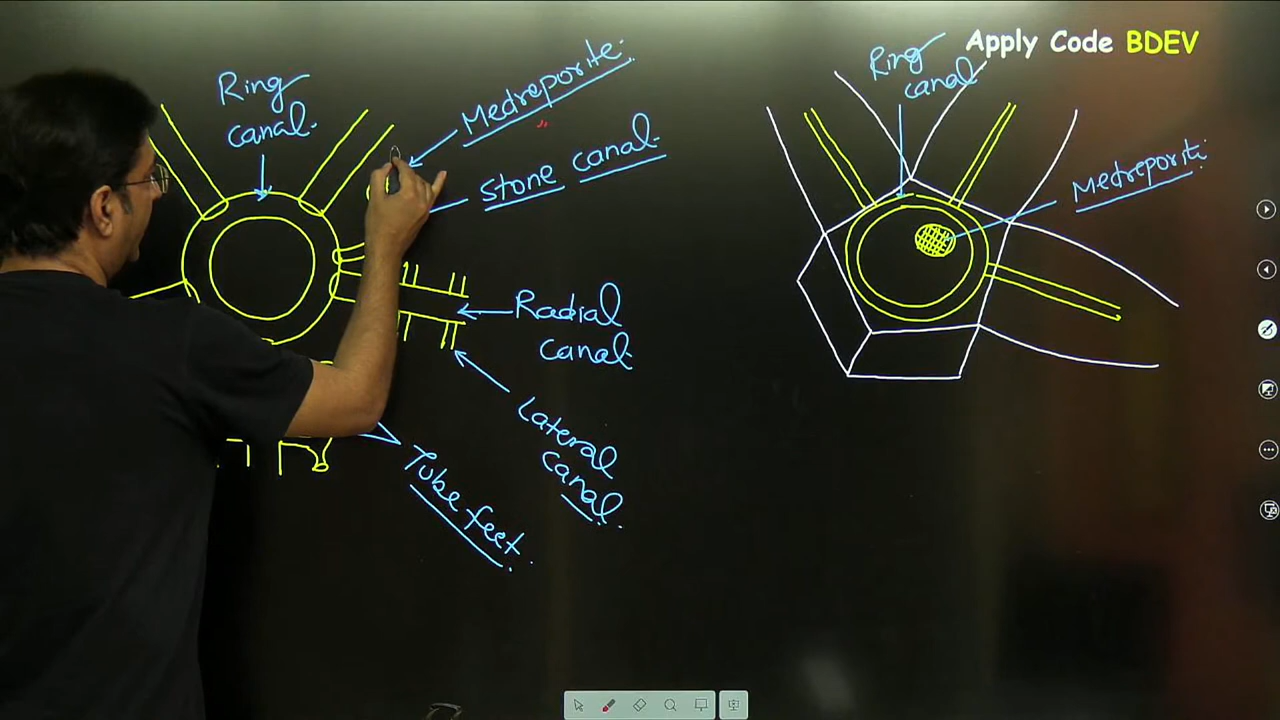 Apply Code BDEV
Ring
canal.
Medreporite.
Stone canal.
Radial
canal.
Lateral
canal.
Tube feet.
Ring
canal
Medreporiti